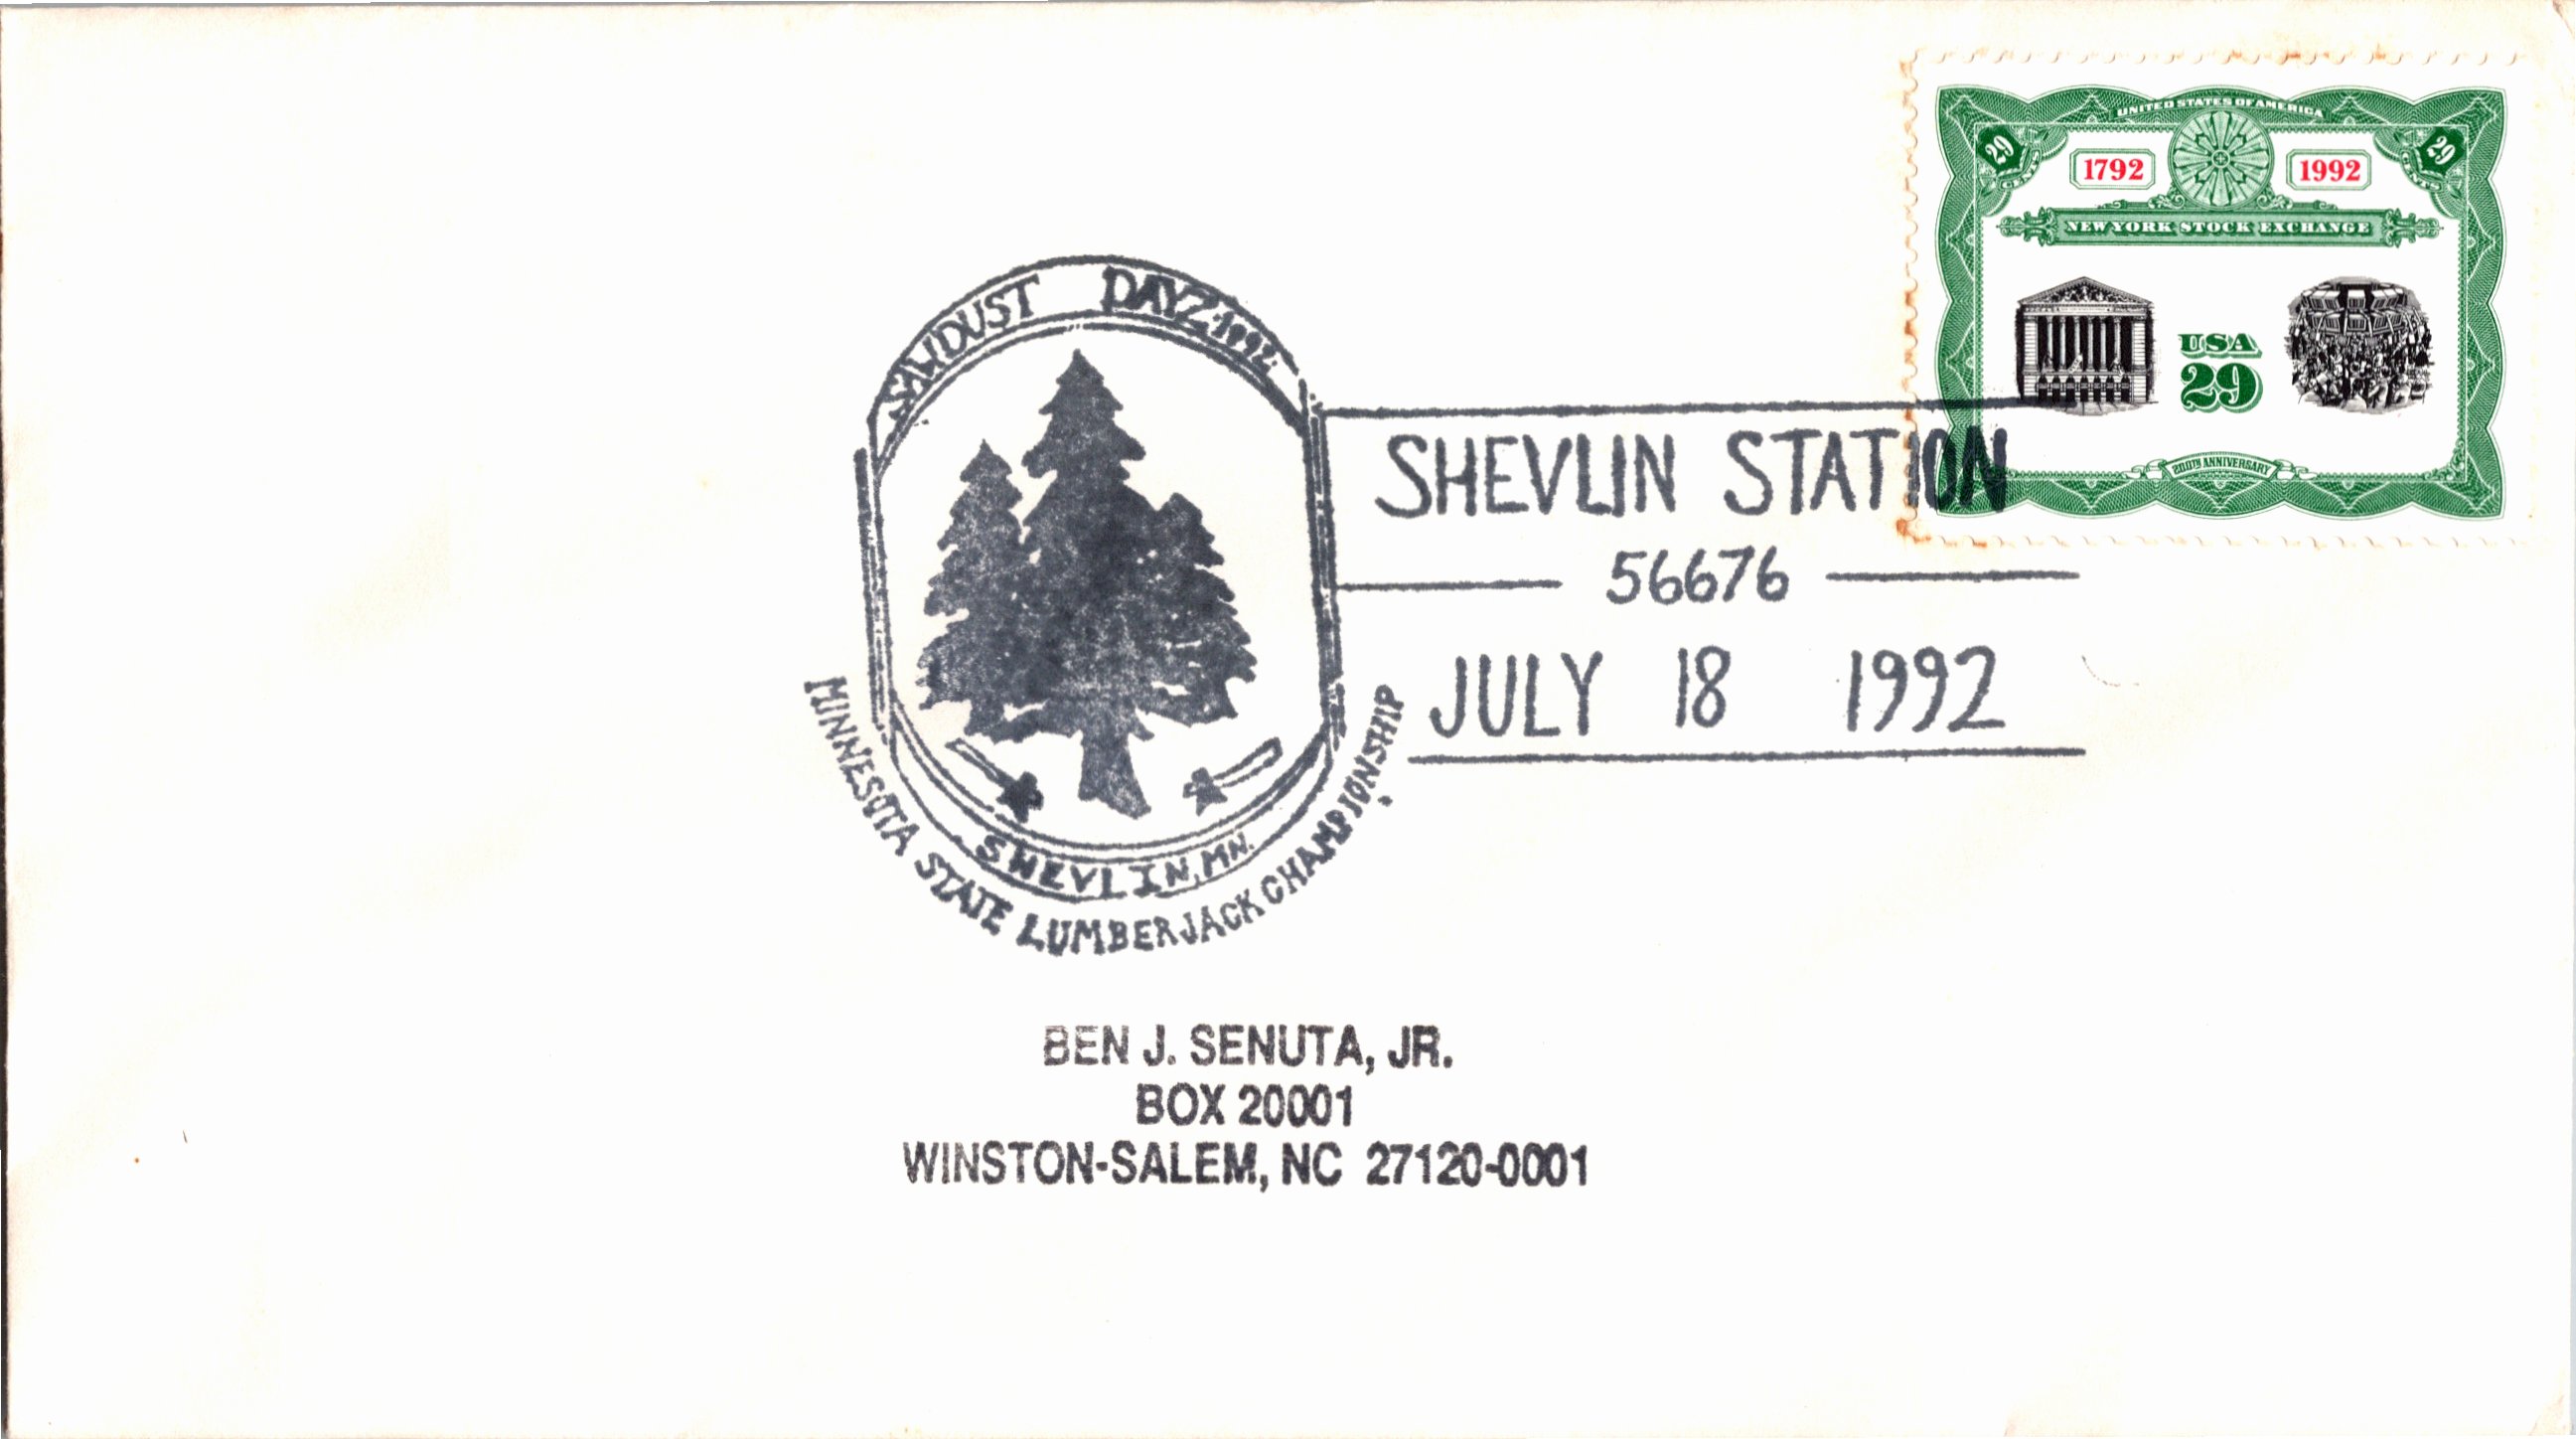 UNITED STATES OF AMERICA
29 CENTS
1792
1992
29 CENTS
NEW YORK STOCK EXCHANGE
USA
29
200TH ANNIVERSARY
SAWDUST DAYZ·1992·
SHEVLIN, MN.
MINNESOTA STATE LUMBERJACK CHAMPIONSHIP
SHEVLIN STATION
56676
JULY 18 1992
BEN J. SENUTA, JR.
BOX 20001
WINSTON-SALEM, NC 27120-0001